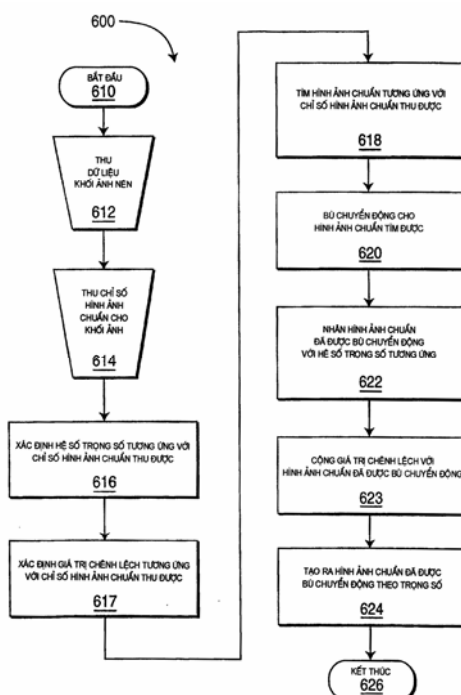 600
BẮT ĐẦU
610
THU
DỮ LIỆU
KHỐI ẢNH NÉN
612
THU CHỈ SỐ
HÌNH ẢNH
CHUẨN CHO
KHỐI ẢNH
614
XÁC ĐỊNH HỆ SỐ TRỌNG SỐ TƯƠNG ỨNG VỚI
CHỈ SỐ HÌNH ẢNH CHUẨN THU ĐƯỢC
616
XÁC ĐỊNH GIÁ TRỊ CHÊNH LỆCH TƯƠNG ỨNG
VỚI CHỈ SỐ HÌNH ẢNH CHUẨN THU ĐƯỢC
617
TÌM HÌNH ẢNH CHUẨN TƯƠNG ỨNG VỚI
CHỈ SỐ HÌNH ẢNH CHUẨN THU ĐƯỢC
618
BÙ CHUYỂN ĐỘNG CHO
HÌNH ẢNH CHUẨN TÌM ĐƯỢC
620
NHÂN HÌNH ẢNH CHUẨN
ĐÃ ĐƯỢC BÙ CHUYỂN ĐỘNG
VỚI HỆ SỐ TRONG SỐ TƯƠNG ỨNG
622
CỘNG GIÁ TRỊ CHÊNH LỆCH VỚI
HÌNH ẢNH CHUẨN ĐÃ ĐƯỢC BÙ CHUYỂN ĐỘNG
623
TẠO RA HÌNH ẢNH CHUẨN ĐÃ ĐƯỢC
BÙ CHUYỂN ĐỘNG THEO TRỌNG SỐ
624
KẾT THÚC
626